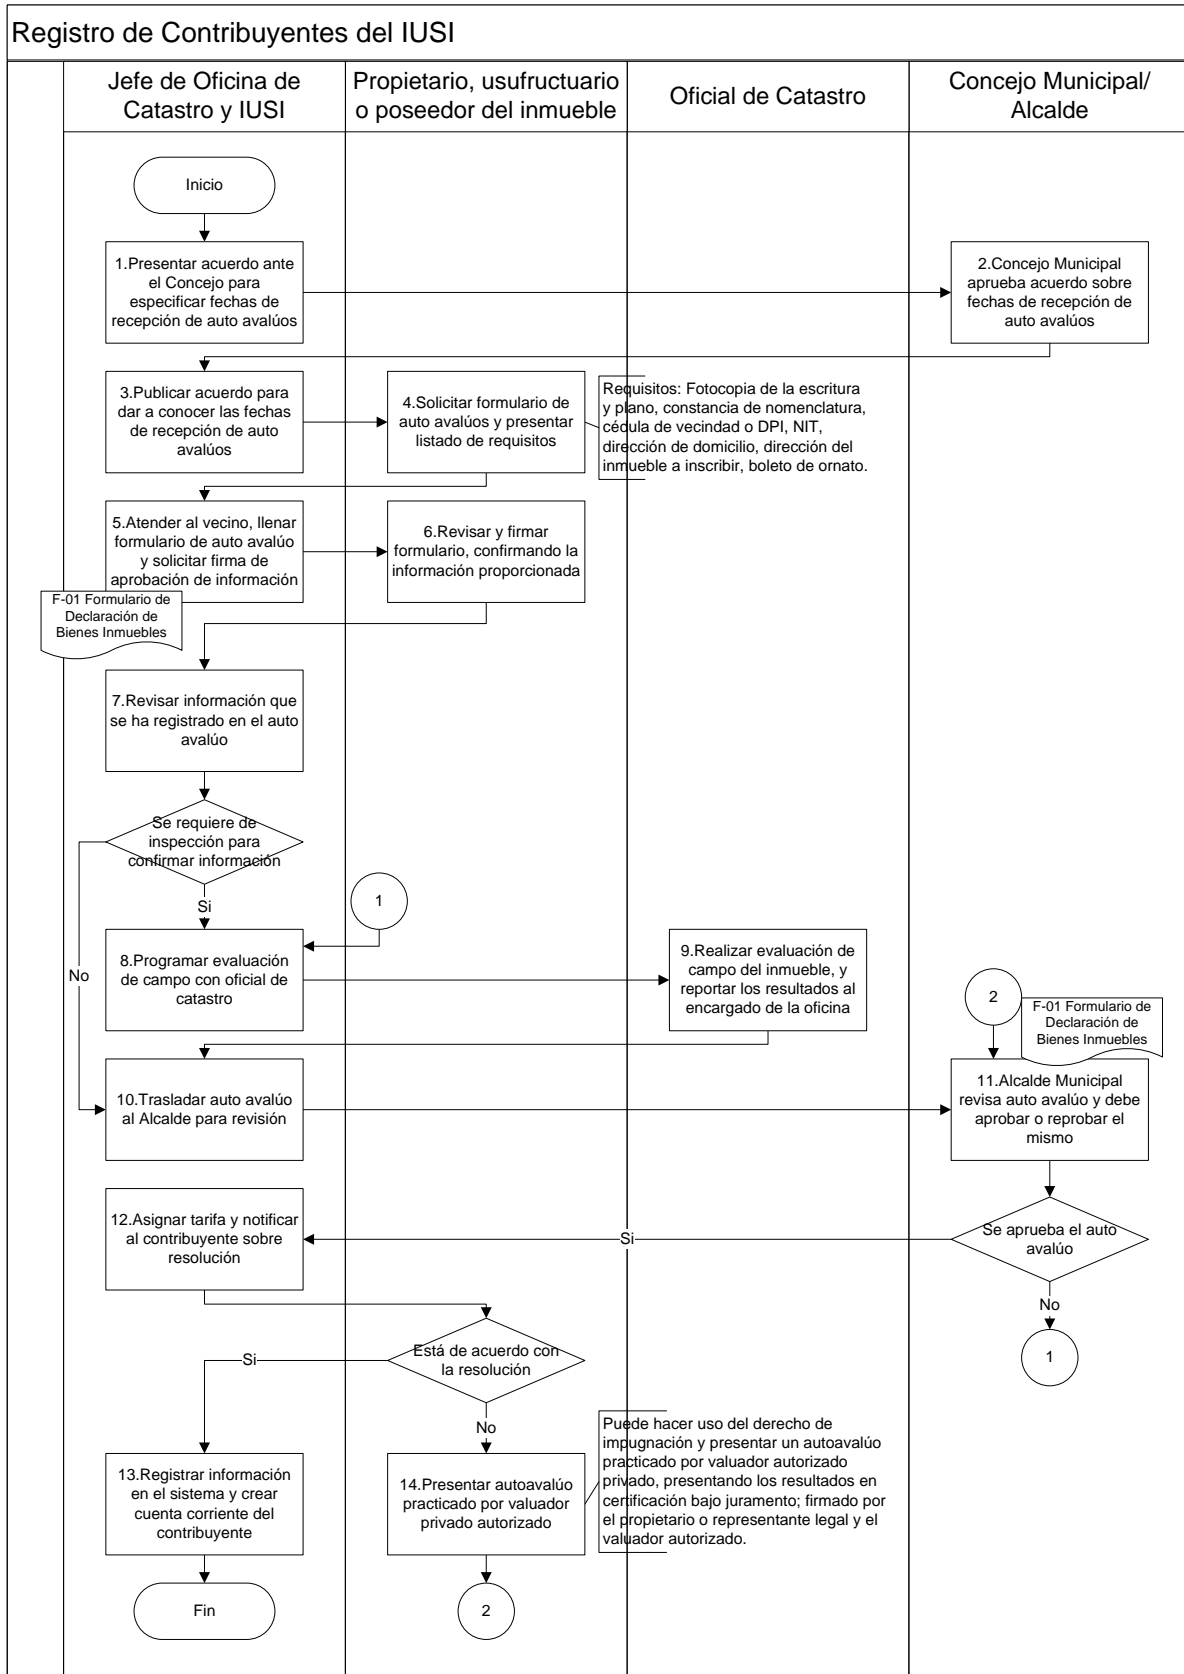 Registro de Contribuyentes del IUSI
Jefe de Oficina de
Catastro y IUSI
Propietario, usufructuario
o poseedor del inmueble
Oficial de Catastro
Concejo Municipal/
Alcalde
Inicio
1.Presentar acuerdo ante
el Concejo para
especificar fechas de
recepción de auto avalúos
2.Concejo Municipal
aprueba acuerdo sobre
fechas de recepción de
auto avalúos
3.Publicar acuerdo para
dar a conocer las fechas
de recepción de auto
avalúos
4.Solicitar formulario de
auto avalúos y presentar
listado de requisitos
Requisitos: Fotocopia de la escritura
y plano, constancia de nomenclatura,
cédula de vecindad o DPI, NIT,
dirección de domicilio, dirección del
inmueble a inscribir, boleto de ornato.
5.Atender al vecino, llenar
formulario de auto avalúo
y solicitar firma de
aprobación de información
6.Revisar y firmar
formulario, confirmando la
información proporcionada
F-01 Formulario de
Declaración de
Bienes Inmuebles
7.Revisar información que
se ha registrado en el auto
avalúo
Se requiere de
inspección para
confirmar información
Si
No
1
8.Programar evaluación
de campo con oficial de
catastro
9.Realizar evaluación de
campo del inmueble, y
reportar los resultados al
encargado de la oficina
2
F-01 Formulario de
Declaración de
Bienes Inmuebles
10.Trasladar auto avalúo
al Alcalde para revisión
11.Alcalde Municipal
revisa auto avalúo y debe
aprobar o reprobar el
mismo
12.Asignar tarifa y notificar
al contribuyente sobre
resolución
Si
Se aprueba el auto
avalúo
No
1
Está de acuerdo con
la resolución
Si
No
13.Registrar información
en el sistema y crear
cuenta corriente del
contribuyente
14.Presentar autoavalúo
practicado por valuador
privado autorizado
Puede hacer uso del derecho de
impugnación y presentar un autoavalúo
practicado por valuador autorizado
privado, presentando los resultados en
certificación bajo juramento; firmado por
el propietario o representante legal y el
valuador autorizado.
Fin
2